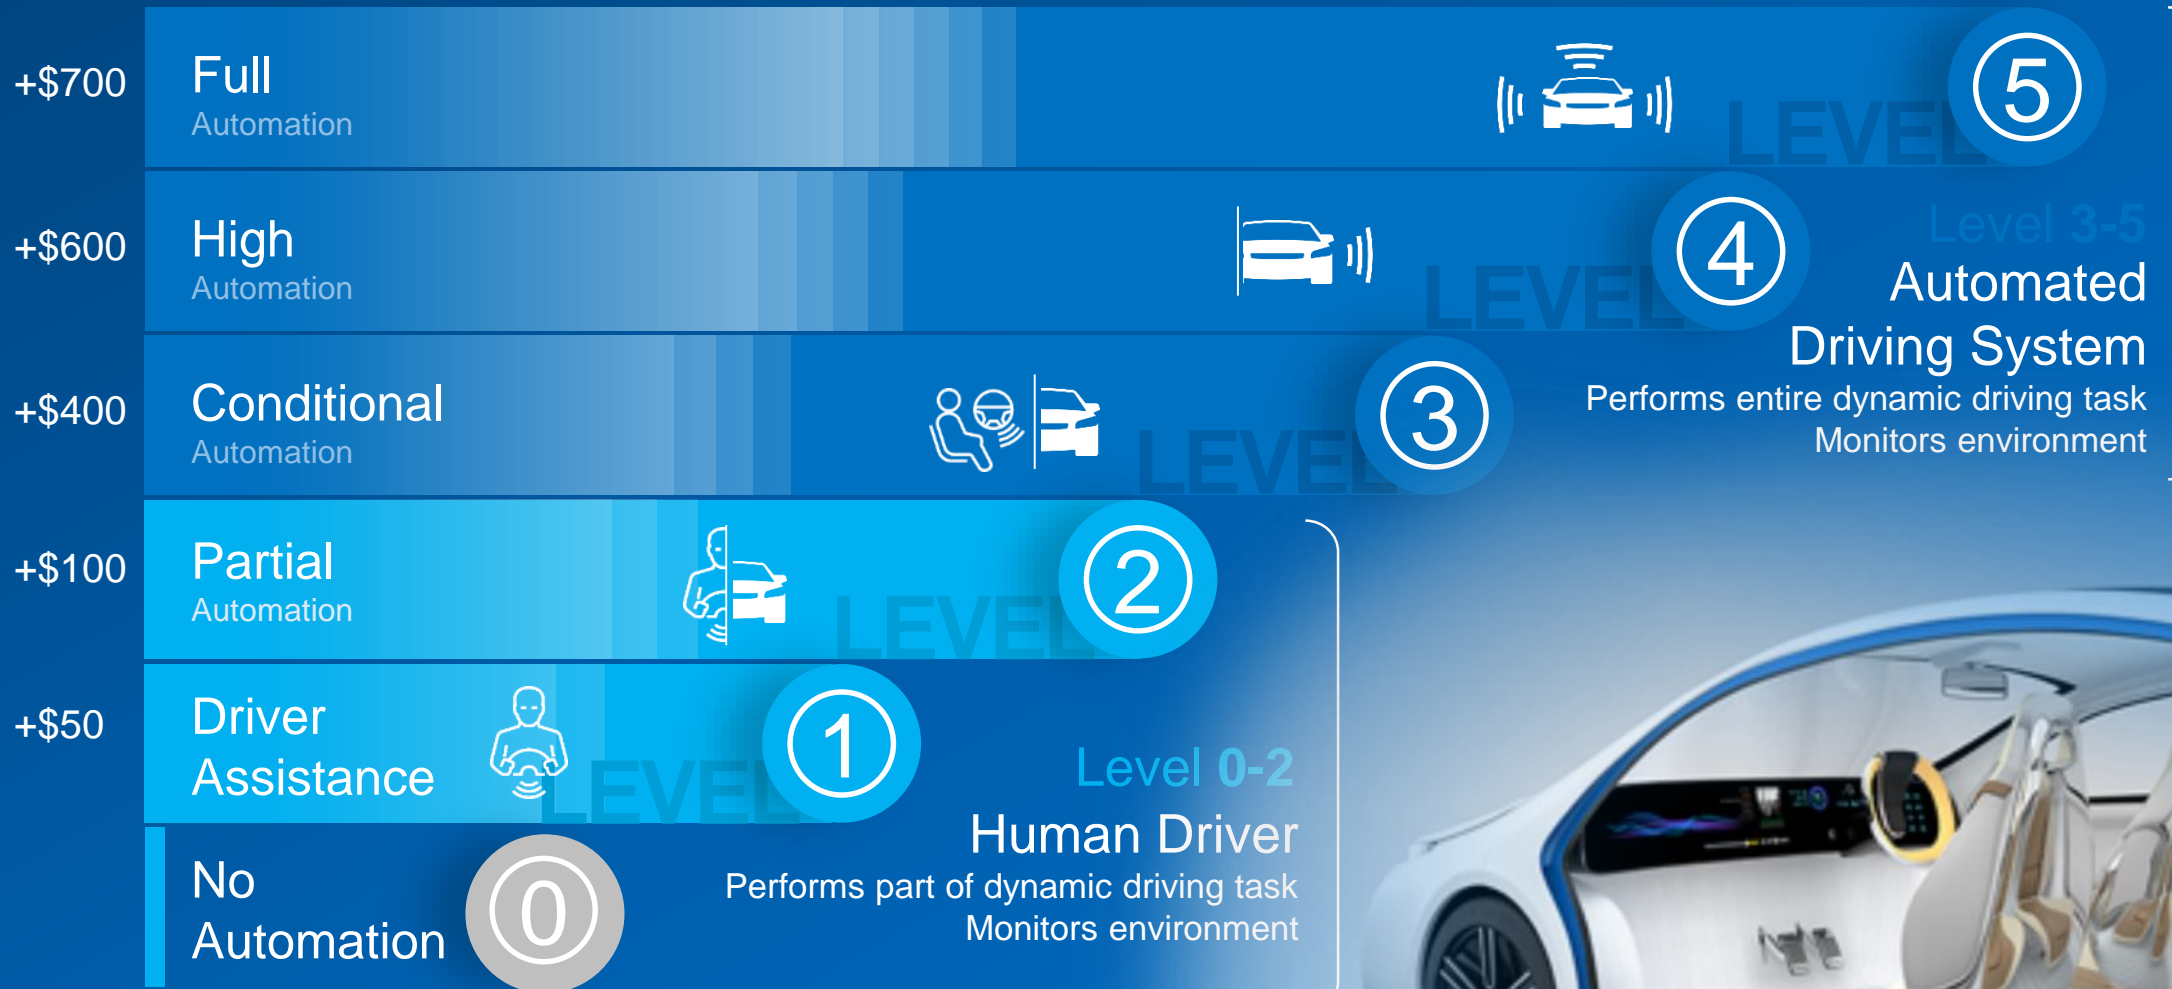 +$700
Full
Automation
LEVEL
5
+$600
High
Automation
LEVEL
4
+$400
Conditional
Automation
LEVEL
3
Level 3-5
Automated
Driving System
Performs entire dynamic driving task
Monitors environment
+$100
Partial
Automation
LEVEL
2
+$50
Driver
Assistance
LEVEL
1
No
Automation
0
Level 0-2
Human Driver
Performs part of dynamic driving task
Monitors environment